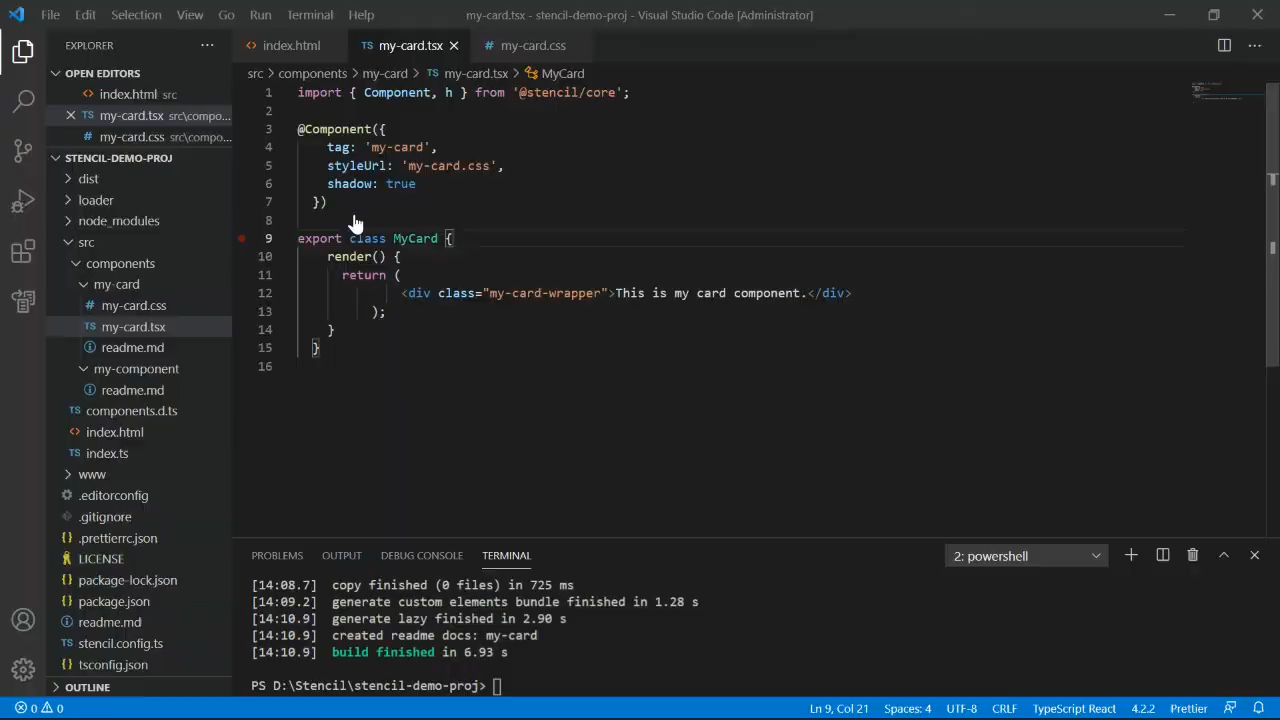 File Edit Selection View Go Run Terminal Help my-card.tsx - stencil-demo-proj - Visual Studio Code [Administrator]
EXPLORER
OPEN EDITORS
index.html src
my-card.tsx src\compo...
my-card.css src\compo...
STENCIL-DEMO-PROJ
dist
loader
node_modules
src
components
my-card
my-card.css
my-card.tsx
readme.md
my-component
readme.md
components.d.ts
index.html
index.ts
www
.editorconfig
.gitignore
.prettierrc.json
LICENSE
package-lock.json
package.json
readme.md
stencil.config.ts
tsconfig.json
OUTLINE
index.html TS my-card.tsx # my-card.css
src > components > my-card > TS my-card.tsx > MyCard
1 import { Component, h } from '@stencil/core';
2
3 @Component({
4 tag: 'my-card',
5 styleUrl: 'my-card.css',
6 shadow: true
7 })
8
9 export class MyCard {
10 render() {
11 return (
12 <div class="my-card-wrapper">This is my card component.</div>
13 );
14 }
15 }
16
PROBLEMS OUTPUT DEBUG CONSOLE TERMINAL 2: powershell
[14:08.7] copy finished (0 files) in 725 ms
[14:09.2] generate custom elements bundle finished in 1.28 s
[14:10.9] generate lazy finished in 2.90 s
[14:10.9] created readme docs: my-card
[14:10.9] build finished in 6.93 s
PS D:\Stencil\stencil-demo-proj>
0 0 Ln 9, Col 21 Spaces: 4 UTF-8 CRLF TypeScript React 4.2.2 Prettier